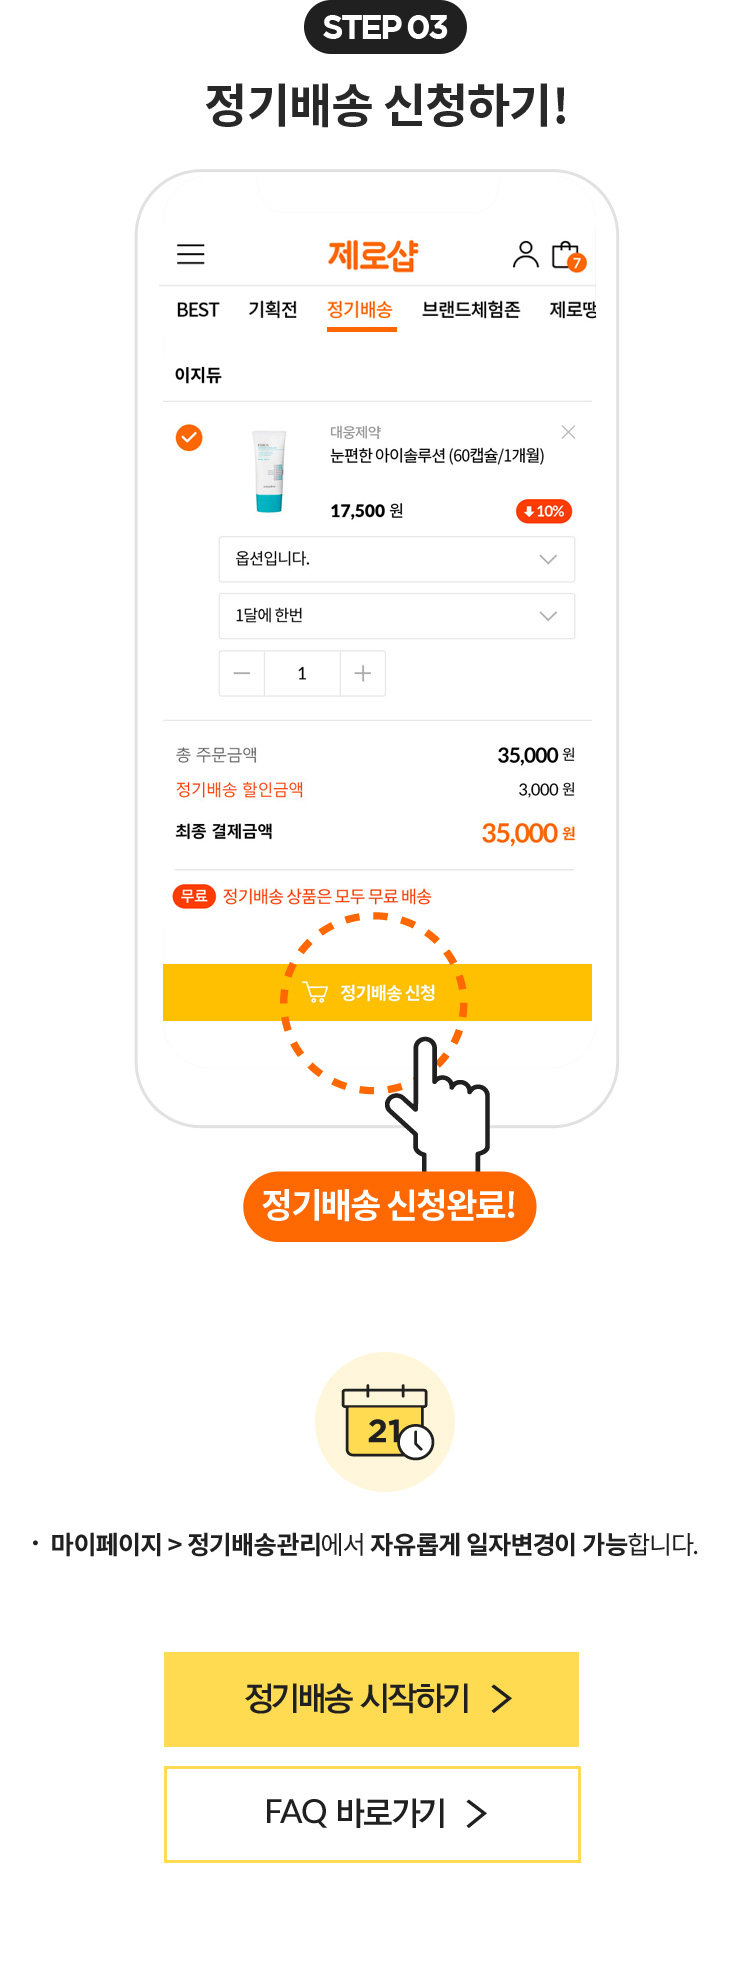 STEP 03
정기배송 신청하기!
제로샵
7
BEST 기획전 정기배송 브랜드체험존 제로땡
이지듀
대웅제약
눈편한 아이솔루션 (60캡슐/1개월)
17,500 원
10%
옵션입니다.
1달에 한번
1
총 주문금액 35,000 원
정기배송 할인금액 3,000 원
최종 결제금액 35,000 원
무료 정기배송 상품은 모두 무료 배송
정기배송 신청
정기배송 신청완료!
21
· 마이페이지 > 정기배송관리에서 자유롭게 일자변경이 가능합니다.
정기배송 시작하기 >
FAQ 바로가기 >